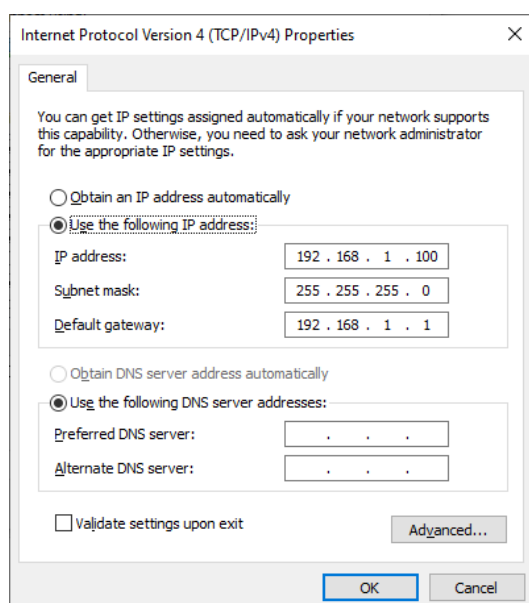 Internet Protocol Version 4 (TCP/IPv4) Properties
General
You can get IP settings assigned automatically if your network supports
this capability. Otherwise, you need to ask your network administrator
for the appropriate IP settings.
Obtain an IP address automatically
Use the following IP address:
IP address: 192 . 168 . 1 . 100
Subnet mask: 255 . 255 . 255 . 0
Default gateway: 192 . 168 . 1 . 1
Obtain DNS server address automatically
Use the following DNS server addresses:
Preferred DNS server: . . .
Alternate DNS server: . . .
Validate settings upon exit
Advanced...
OK Cancel